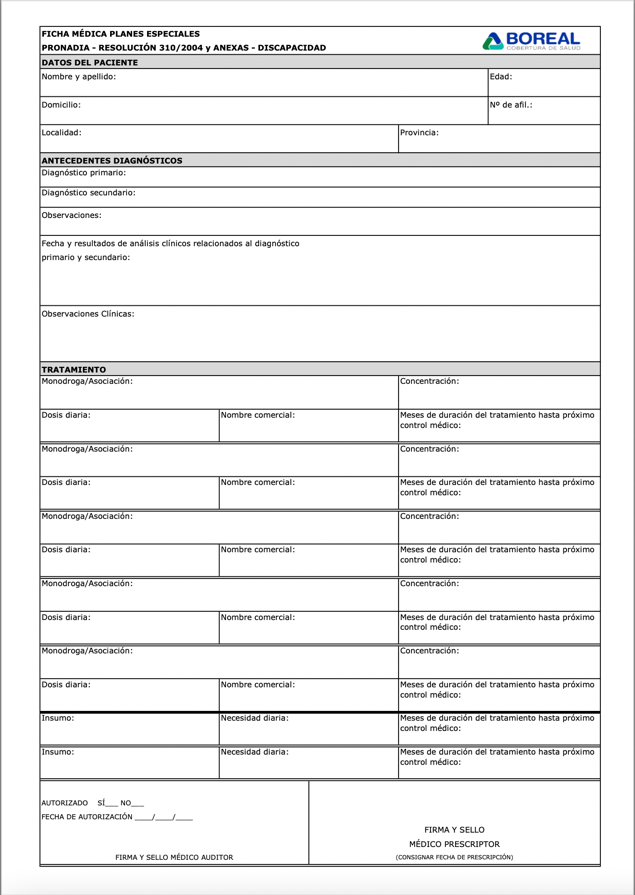 FICHA MÉDICA PLANES ESPECIALES
PRONADIA - RESOLUCIÓN 310/2004 y ANEXAS - DISCAPACIDAD
BOREAL
COBERTURA DE SALUD
DATOS DEL PACIENTE
Nombre y apellido:
Edad:
Domicilio:
Nº de afil.:
Localidad:
Provincia:
ANTECEDENTES DIAGNÓSTICOS
Diagnóstico primario:
Diagnóstico secundario:
Observaciones:
Fecha y resultados de análisis clínicos relacionados al diagnóstico
primario y secundario:
Observaciones Clínicas:
TRATAMIENTO
Monodroga/Asociación:
Concentración:
Dosis diaria:
Nombre comercial:
Meses de duración del tratamiento hasta próximo
control médico:
Monodroga/Asociación:
Concentración:
Dosis diaria:
Nombre comercial:
Meses de duración del tratamiento hasta próximo
control médico:
Monodroga/Asociación:
Concentración:
Dosis diaria:
Nombre comercial:
Meses de duración del tratamiento hasta próximo
control médico:
Monodroga/Asociación:
Concentración:
Dosis diaria:
Nombre comercial:
Meses de duración del tratamiento hasta próximo
control médico:
Monodroga/Asociación:
Concentración:
Dosis diaria:
Nombre comercial:
Meses de duración del tratamiento hasta próximo
control médico:
Insumo:
Necesidad diaria:
Meses de duración del tratamiento hasta próximo
control médico:
Insumo:
Necesidad diaria:
Meses de duración del tratamiento hasta próximo
control médico:
AUTORIZADO SÍ___ NO___
FECHA DE AUTORIZACIÓN ____/____/____
FIRMA Y SELLO MÉDICO AUDITOR
FIRMA Y SELLO
MÉDICO PRESCRIPTOR
(CONSIGNAR FECHA DE PRESCRIPCIÓN)